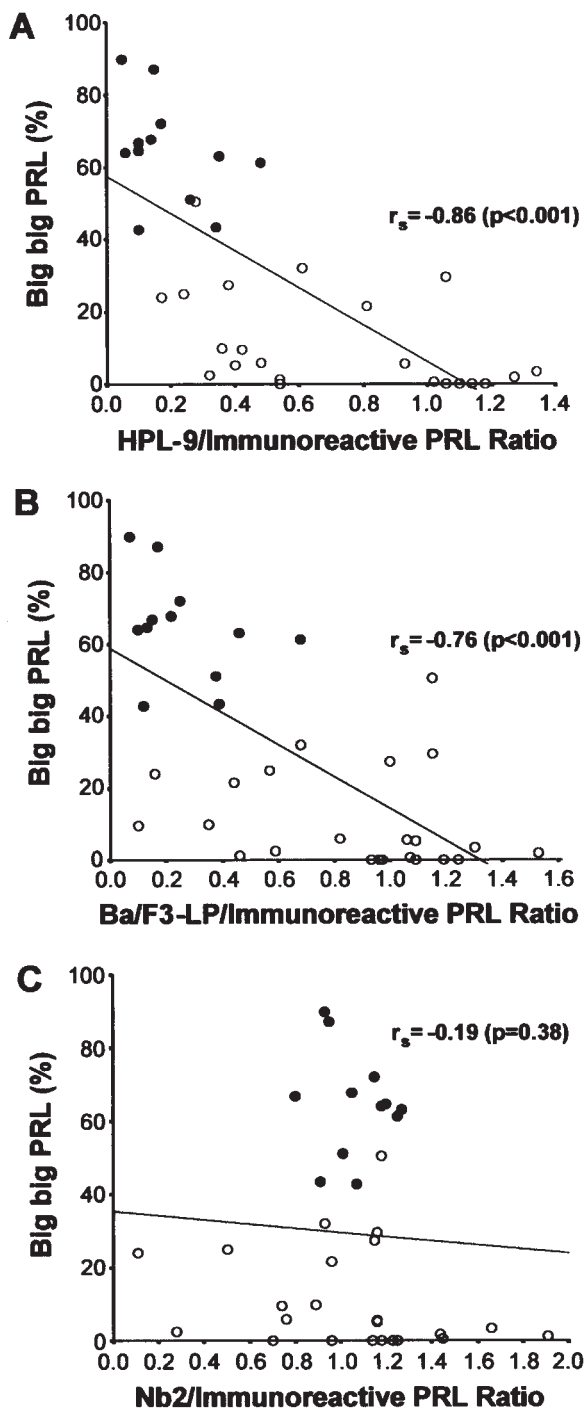 A
Big big PRL (%)
100
80
60
40
20
0
r_s= -0.86 (p<0.001)
0.0 0.2 0.4 0.6 0.8 1.0 1.2 1.4
HPL-9/Immunoreactive PRL Ratio
B
Big big PRL (%)
100
80
60
40
20
0
r_s= -0.76 (p<0.001)
0.0 0.2 0.4 0.6 0.8 1.0 1.2 1.4 1.6
Ba/F3-LP/Immunoreactive PRL Ratio
C
Big big PRL (%)
100
80
60
40
20
0
r_s= -0.19 (p=0.38)
0.0 0.2 0.4 0.6 0.8 1.0 1.2 1.4 1.6 1.8 2.0
Nb2/Immunoreactive PRL Ratio